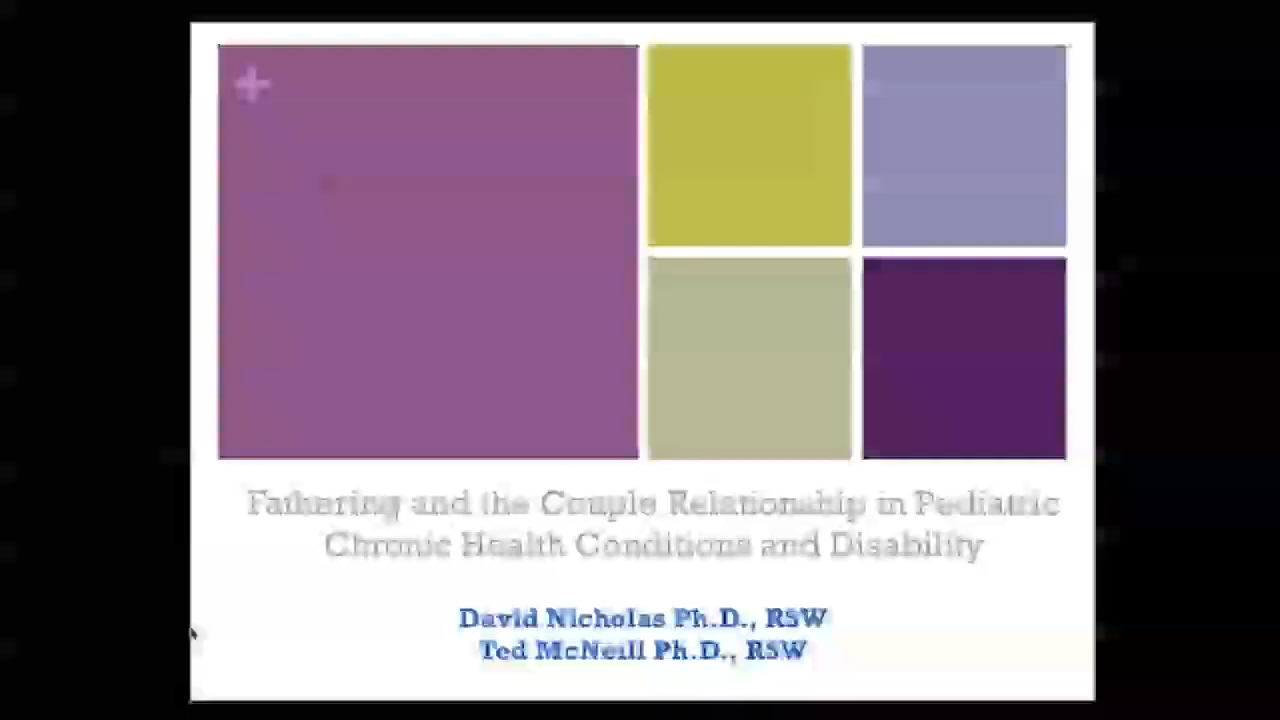 +
Fathering and the Couple Relationship in Pediatric
Chronic Health Conditions and Disability
David Nicholas Ph.D., RSW
Ted McNeill Ph.D., RSW